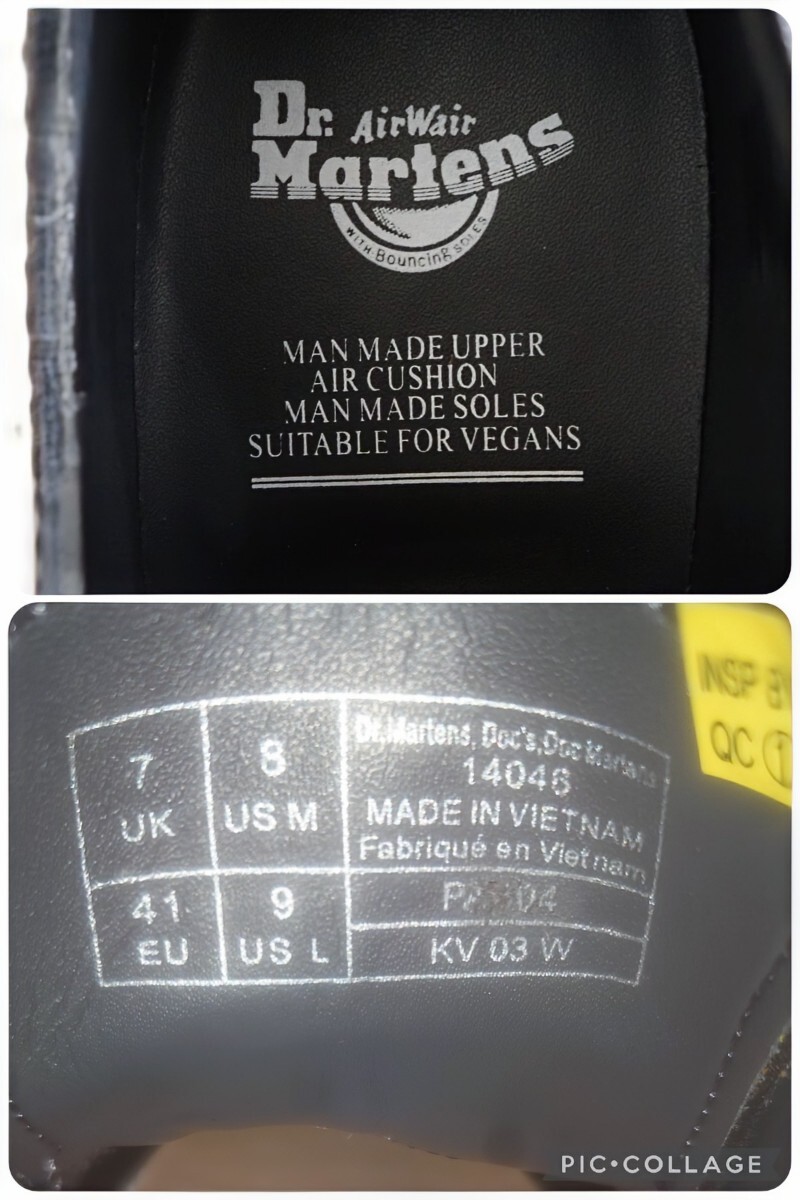 Dr. AirWair
Martens
WITH Bouncing SOLES
MAN MADE UPPER
AIR CUSHION
MAN MADE SOLES
SUITABLE FOR VEGANS
INSP BY
QC 1
7
UK
8
US M
Dr.Martens, Doc's, Doc Martens
14046
MADE IN VIETNAM
Fabriqué en Vietnam
41
EU
9
US L
KV 03 W
PIC•COLLAGE